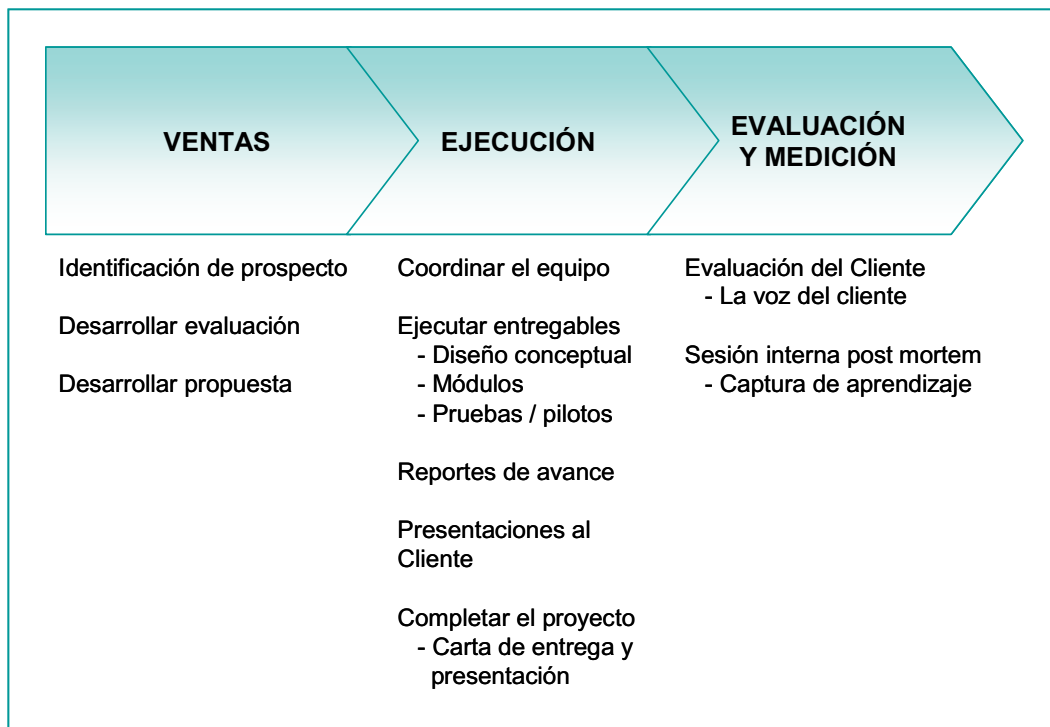 VENTAS
EJECUCIÓN
EVALUACIÓN
Y MEDICIÓN
Identificación de prospecto
Desarrollar evaluación
Desarrollar propuesta
Coordinar el equipo
Ejecutar entregables
- Diseño conceptual
- Módulos
- Pruebas / pilotos
Reportes de avance
Presentaciones al
Cliente
Completar el proyecto
- Carta de entrega y
presentación
Evaluación del Cliente
- La voz del cliente
Sesión interna post mortem
- Captura de aprendizaje